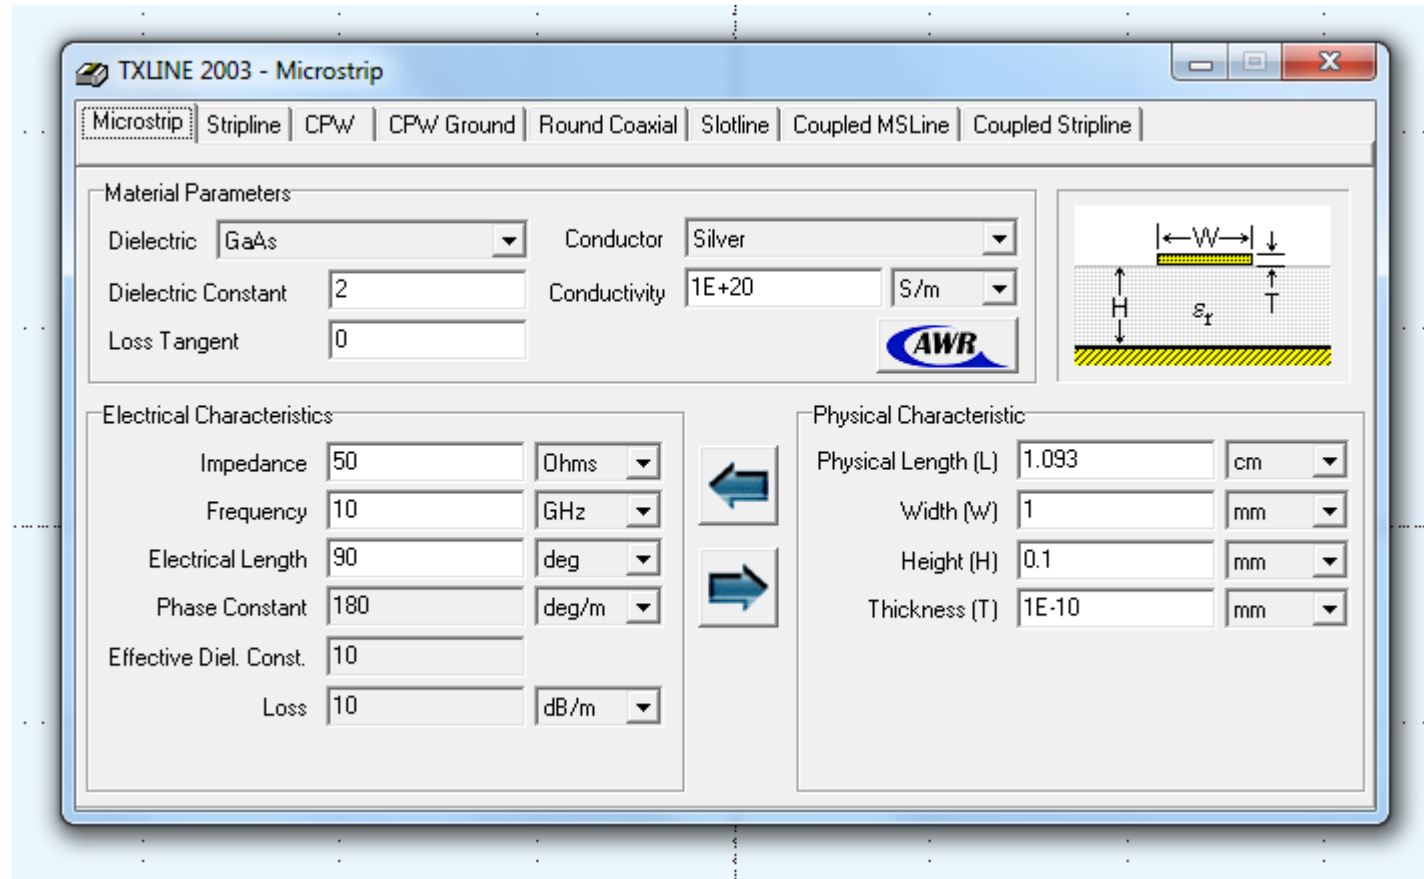 TXLINE 2003 - Microstrip
Microstrip Stripline CPW CPW Ground Round Coaxial Slotline Coupled MSLine Coupled Stripline
Material Parameters
Dielectric GaAs Conductor Silver
Dielectric Constant 2 Conductivity 1E+20 S/m
Loss Tangent 0 AWR
W
H εr T
Electrical Characteristics
Impedance 50 Ohms
Frequency 10 GHz
Electrical Length 90 deg
Phase Constant 180 deg/m
Effective Diel. Const. 10
Loss 10 dB/m
Physical Characteristic
Physical Length (L) 1.093 cm
Width (W) 1 mm
Height (H) 0.1 mm
Thickness (T) 1E-10 mm